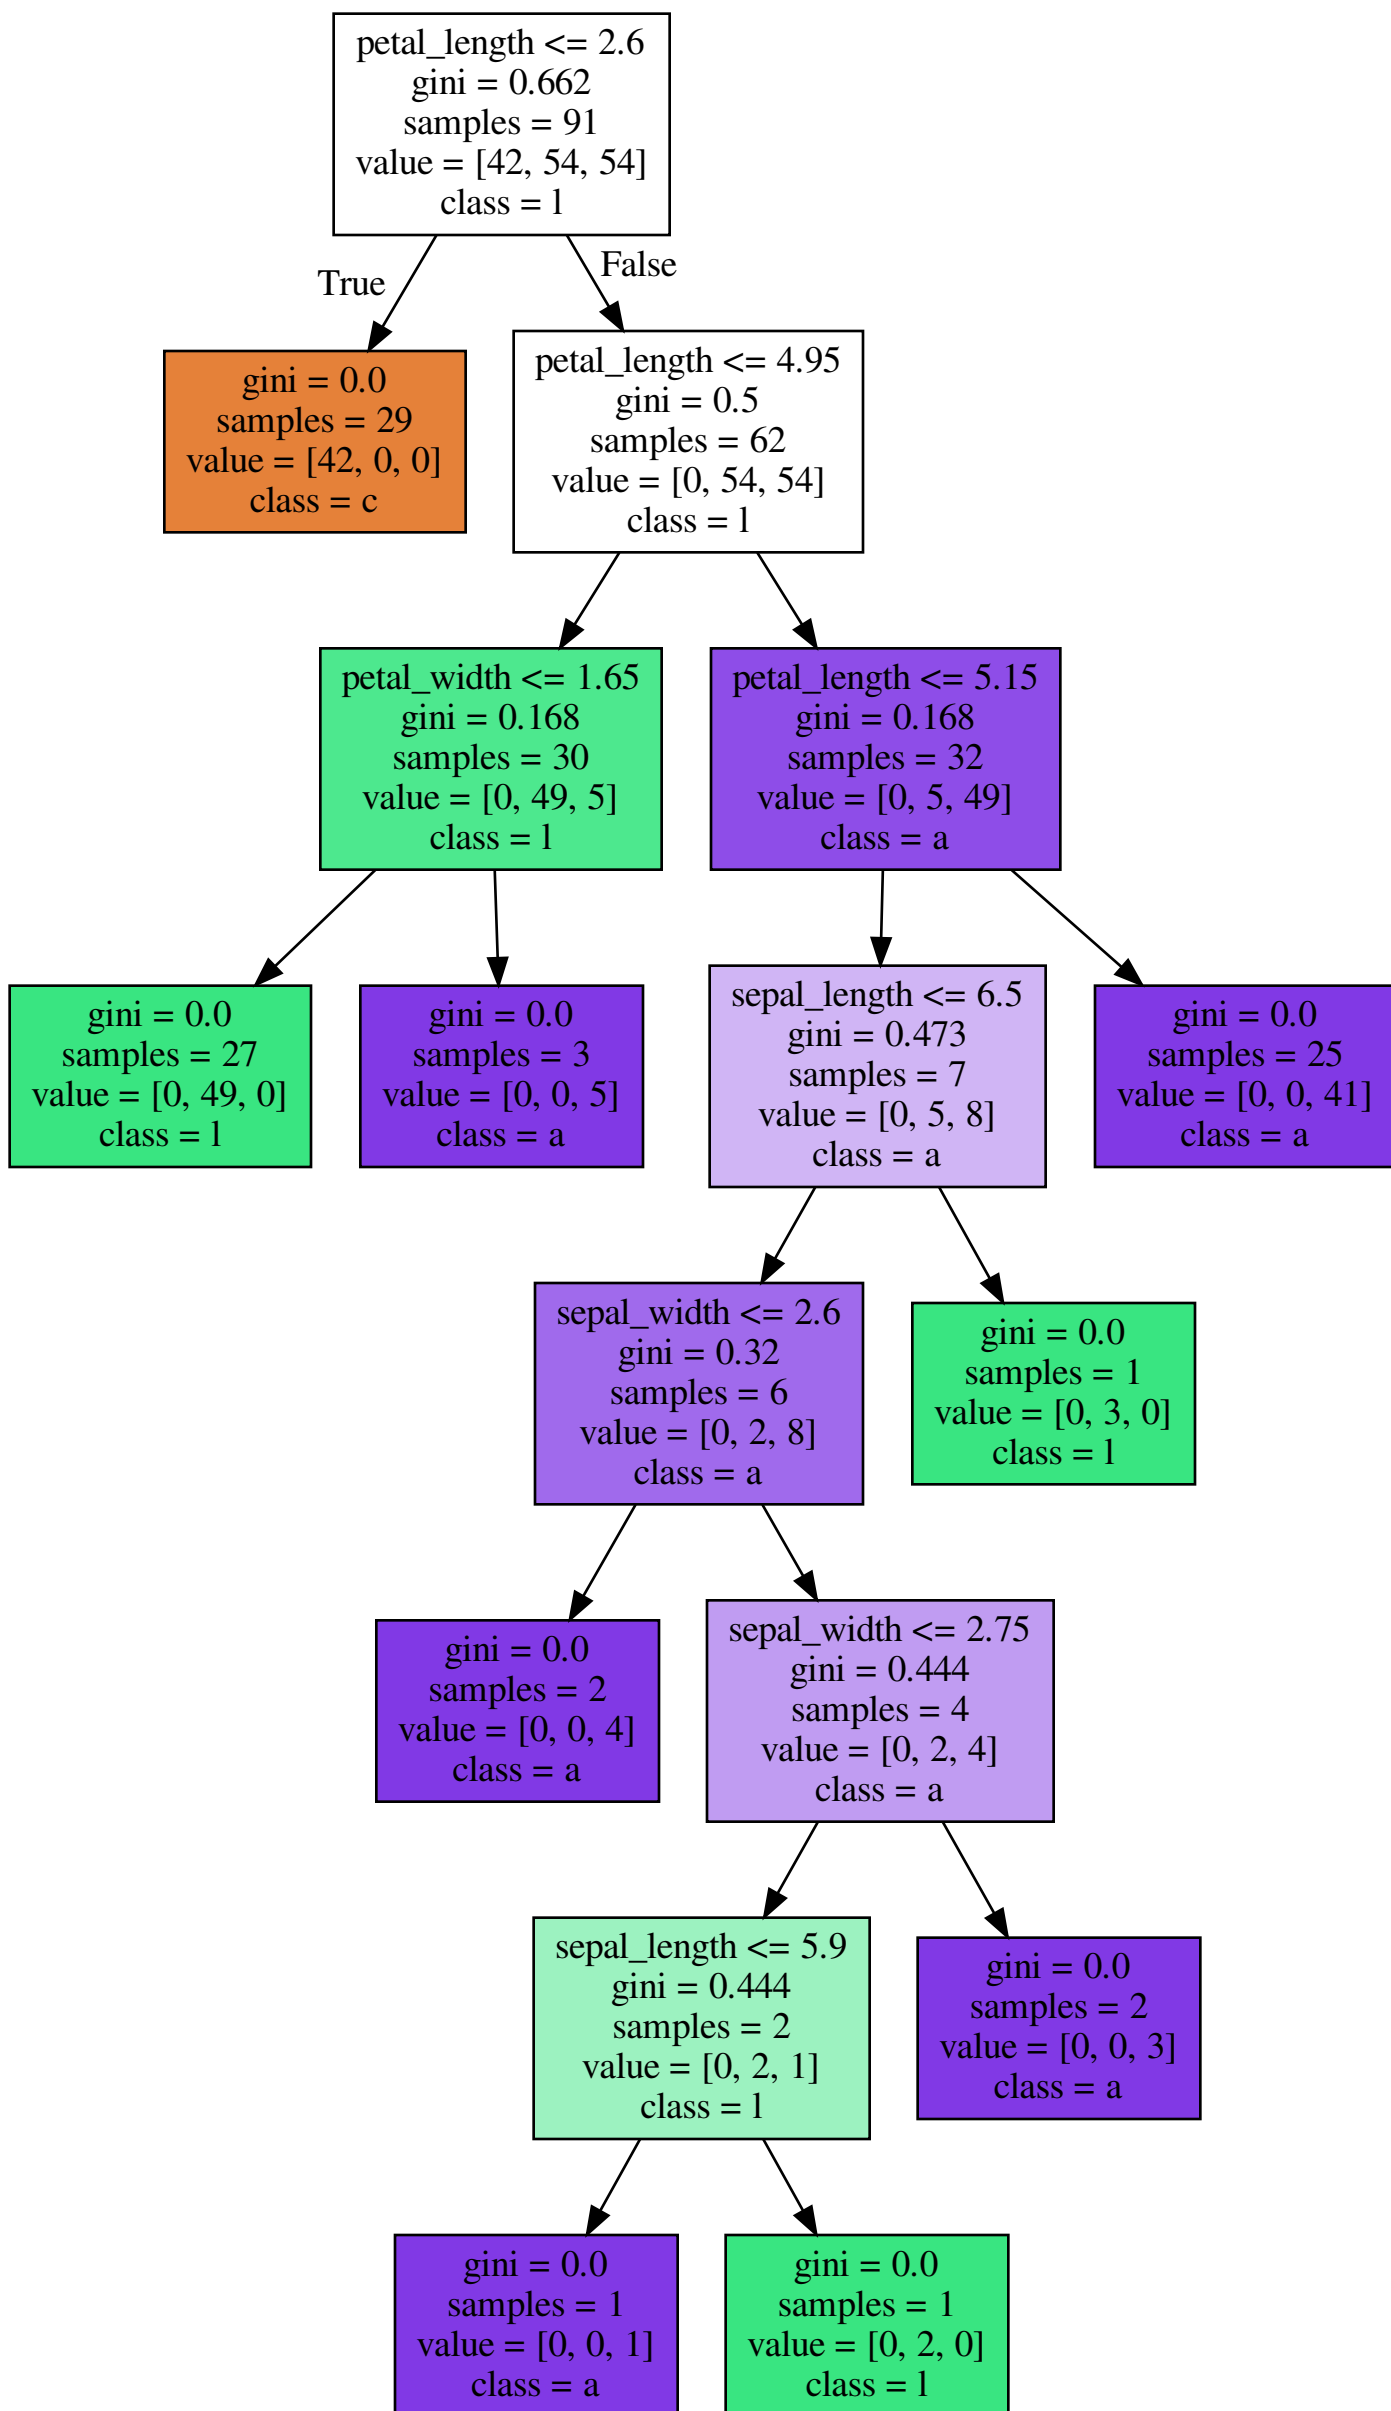 petal_length <= 2.6
gini = 0.662
samples = 91
value = [42, 54, 54]
class = l
True
False
gini = 0.0
samples = 29
value = [42, 0, 0]
class = c
petal_length <= 4.95
gini = 0.5
samples = 62
value = [0, 54, 54]
class = l
petal_width <= 1.65
gini = 0.168
samples = 30
value = [0, 49, 5]
class = l
petal_length <= 5.15
gini = 0.168
samples = 32
value = [0, 5, 49]
class = a
gini = 0.0
samples = 27
value = [0, 49, 0]
class = l
gini = 0.0
samples = 3
value = [0, 0, 5]
class = a
sepal_length <= 6.5
gini = 0.473
samples = 7
value = [0, 5, 8]
class = a
gini = 0.0
samples = 25
value = [0, 0, 41]
class = a
sepal_width <= 2.6
gini = 0.32
samples = 6
value = [0, 2, 8]
class = a
gini = 0.0
samples = 1
value = [0, 3, 0]
class = l
gini = 0.0
samples = 2
value = [0, 0, 4]
class = a
sepal_width <= 2.75
gini = 0.444
samples = 4
value = [0, 2, 4]
class = a
sepal_length <= 5.9
gini = 0.444
samples = 2
value = [0, 2, 1]
class = l
gini = 0.0
samples = 2
value = [0, 0, 3]
class = a
gini = 0.0
samples = 1
value = [0, 0, 1]
class = a
gini = 0.0
samples = 1
value = [0, 2, 0]
class = l